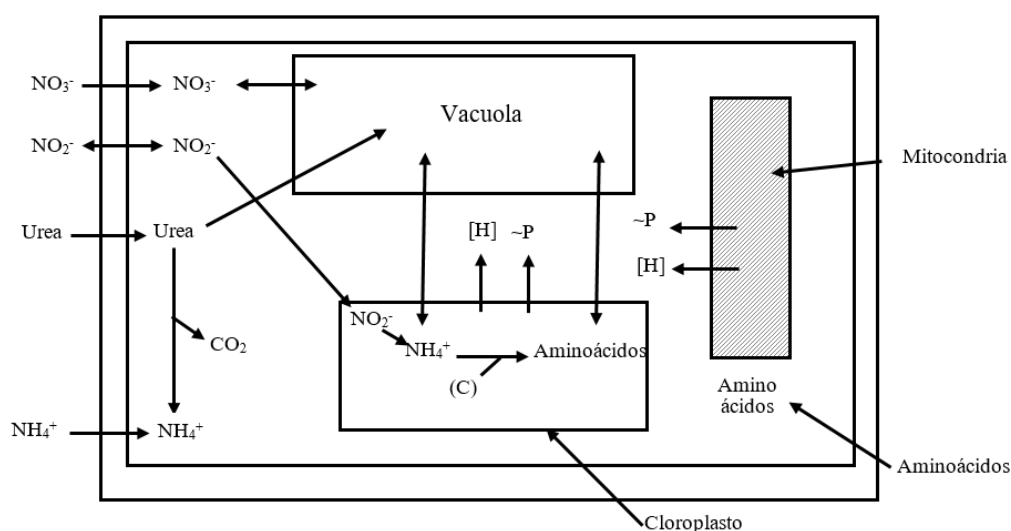 NO₃⁻ NO₃⁻
Vacuola
NO₂⁻ NO₂⁻
Mitocondria
Urea Urea
[H] ~P
~P
[H]
NO₂⁻
CO₂
NH₄⁺ Aminoácidos
(C)
Amino
ácidos
NH₄⁺ NH₄⁺
Aminoácidos
Cloroplasto